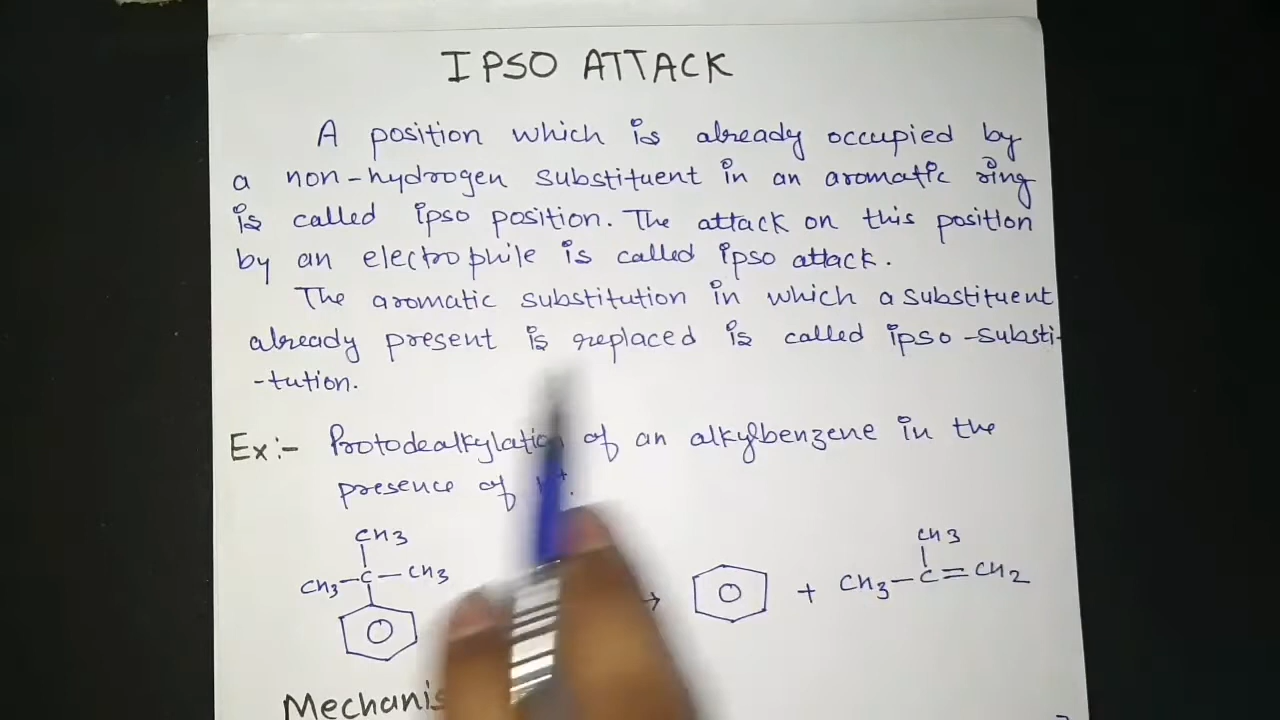 IPSO ATTACK
A position which is already occupied by
a non-hydrogen substituent in an aromatic ring
is called ipso position. The attack on this position
by an electrophile is called ipso attack.
The aromatic substitution in which a substituent
already present is replaced is called ipso-substi-
-tution.
Ex:- Protodealkylation of an alkylbenzene in the
presence of
CH3
CH3-C-CH3
→ + CH3-C=CH2
CH3